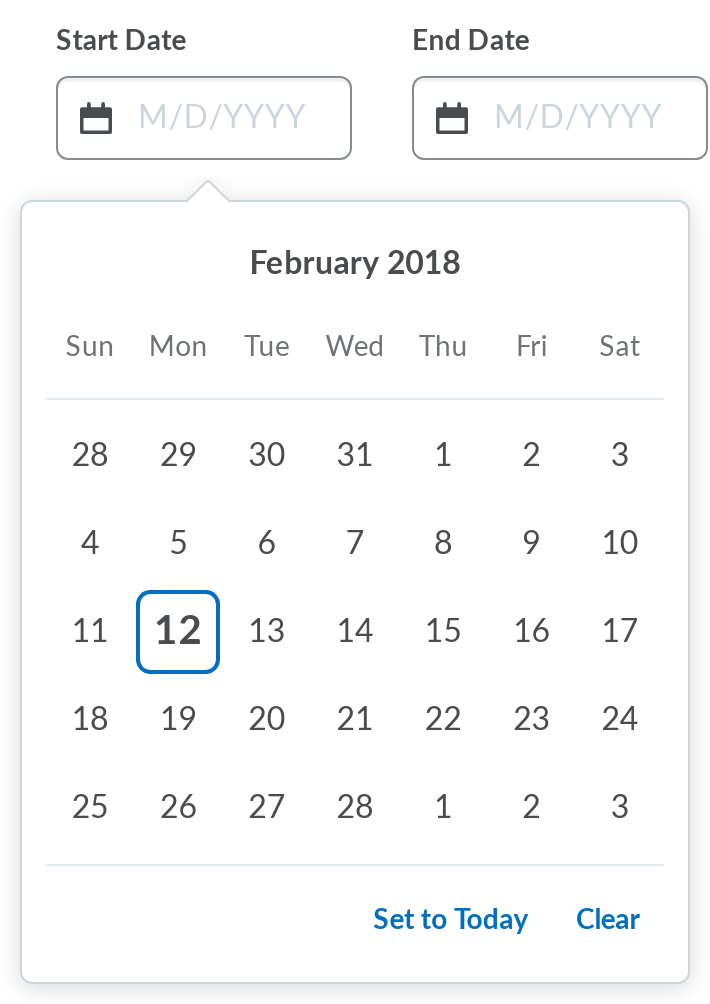 Start Date End Date
M/D/YYYY M/D/YYYY
February 2018
Sun Mon Tue Wed Thu Fri Sat
28 29 30 31 1 2 3
4 5 6 7 8 9 10
11 12 13 14 15 16 17
18 19 20 21 22 23 24
25 26 27 28 1 2 3
Set to Today Clear